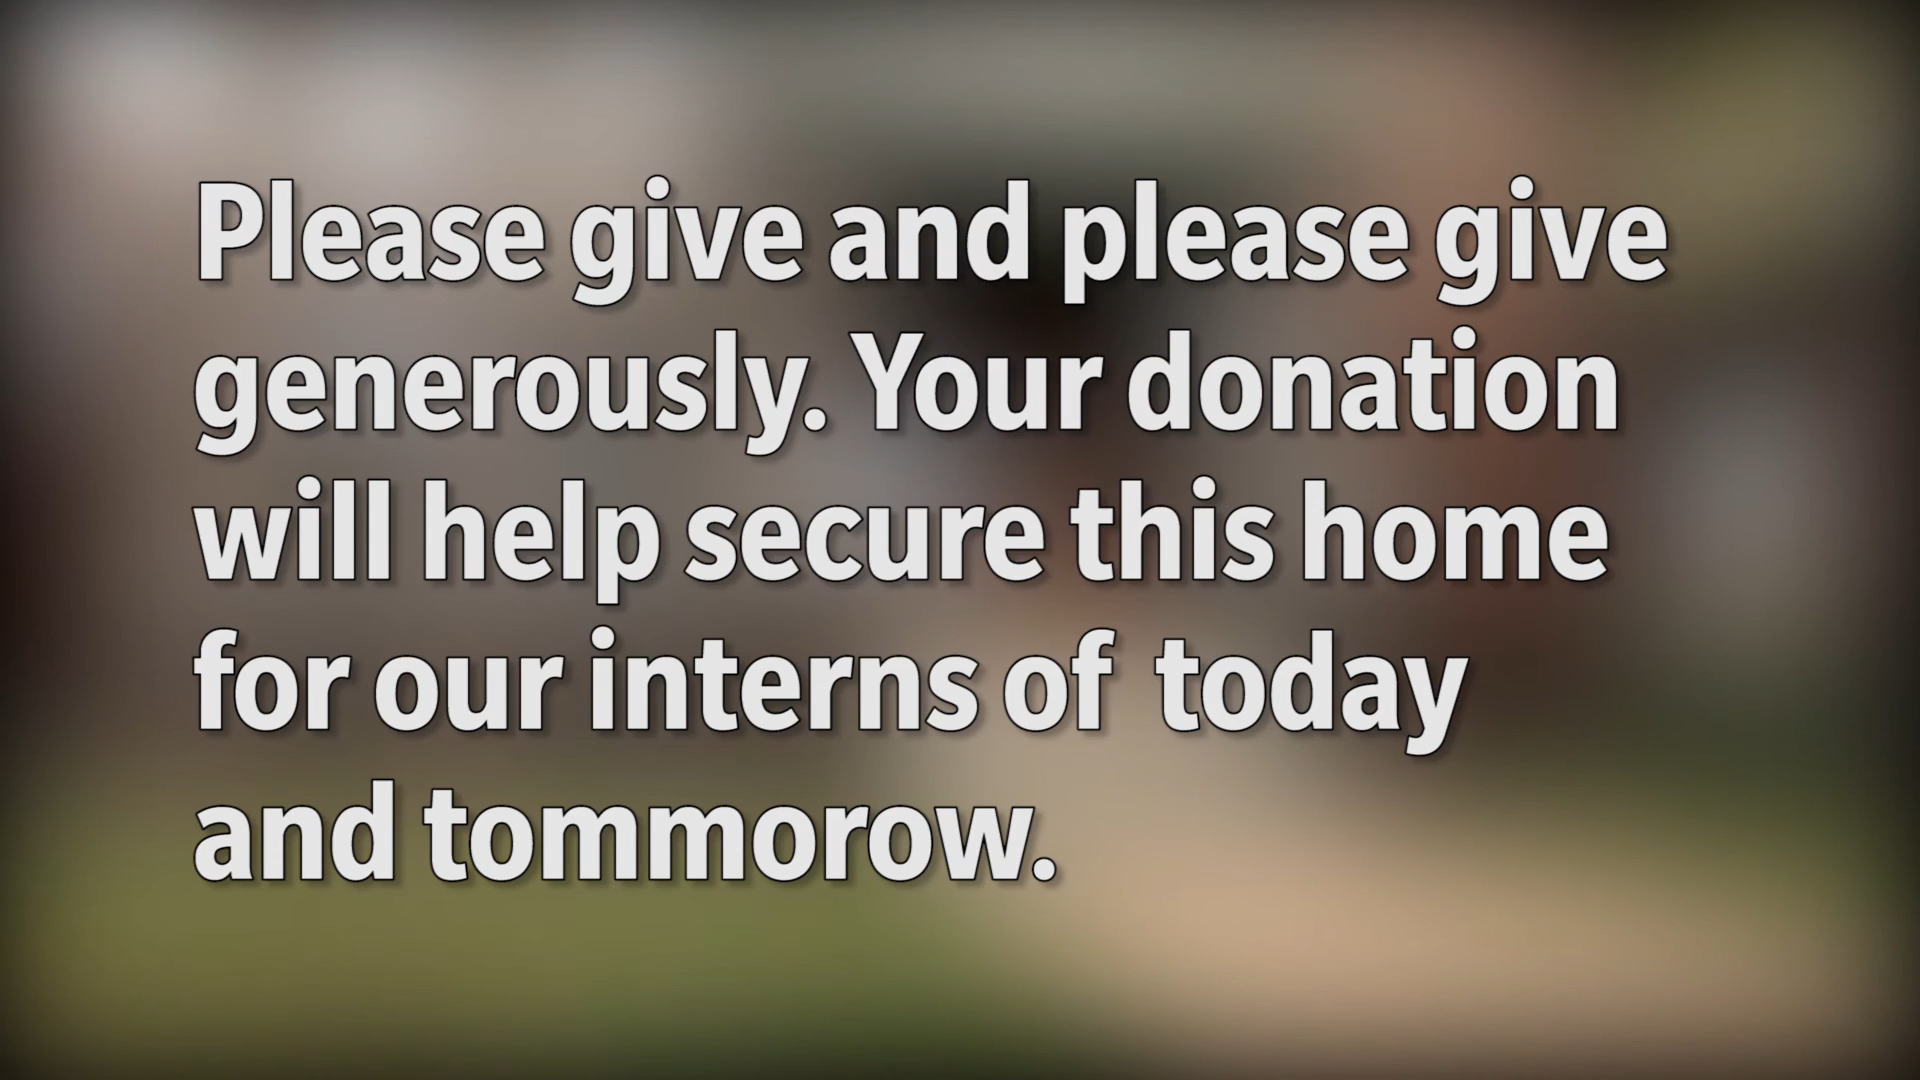 Please give and please give
generously. Your donation
will help secure this home
for our interns of today
and tommorow.